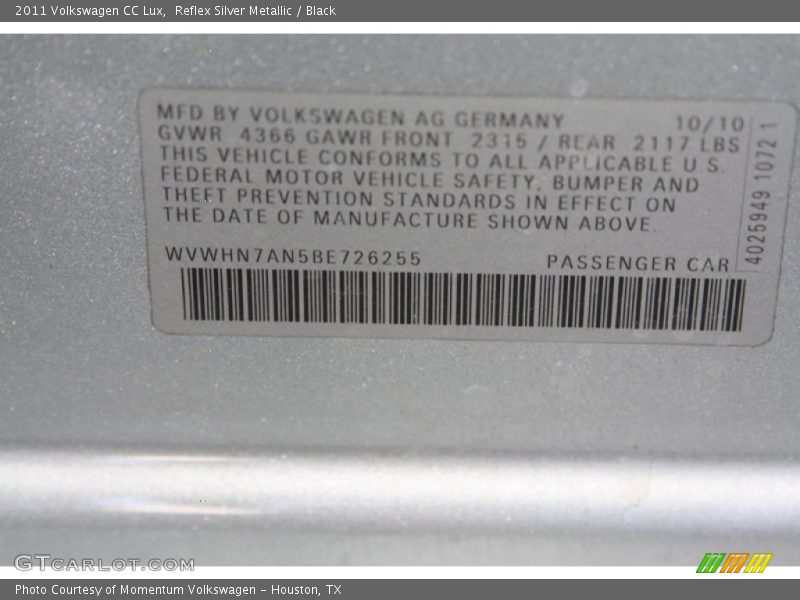 2011 Volkswagen CC Lux,  Reflex Silver Metallic / Black
MFD BY VOLKSWAGEN AG GERMANY 10/10
GVWR 4366 GAWR FRONT 2315 / REAR 2117 LBS
THIS VEHICLE CONFORMS TO ALL APPLICABLE U.S.
FEDERAL MOTOR VEHICLE SAFETY, BUMPER AND
THEFT PREVENTION STANDARDS IN EFFECT ON
THE DATE OF MANUFACTURE SHOWN ABOVE.
WVWHN7AN5BE726255 PASSENGER CAR
4025949 1072 1
GTcarlot.com
Photo Courtesy of Momentum Volkswagen - Houston, TX